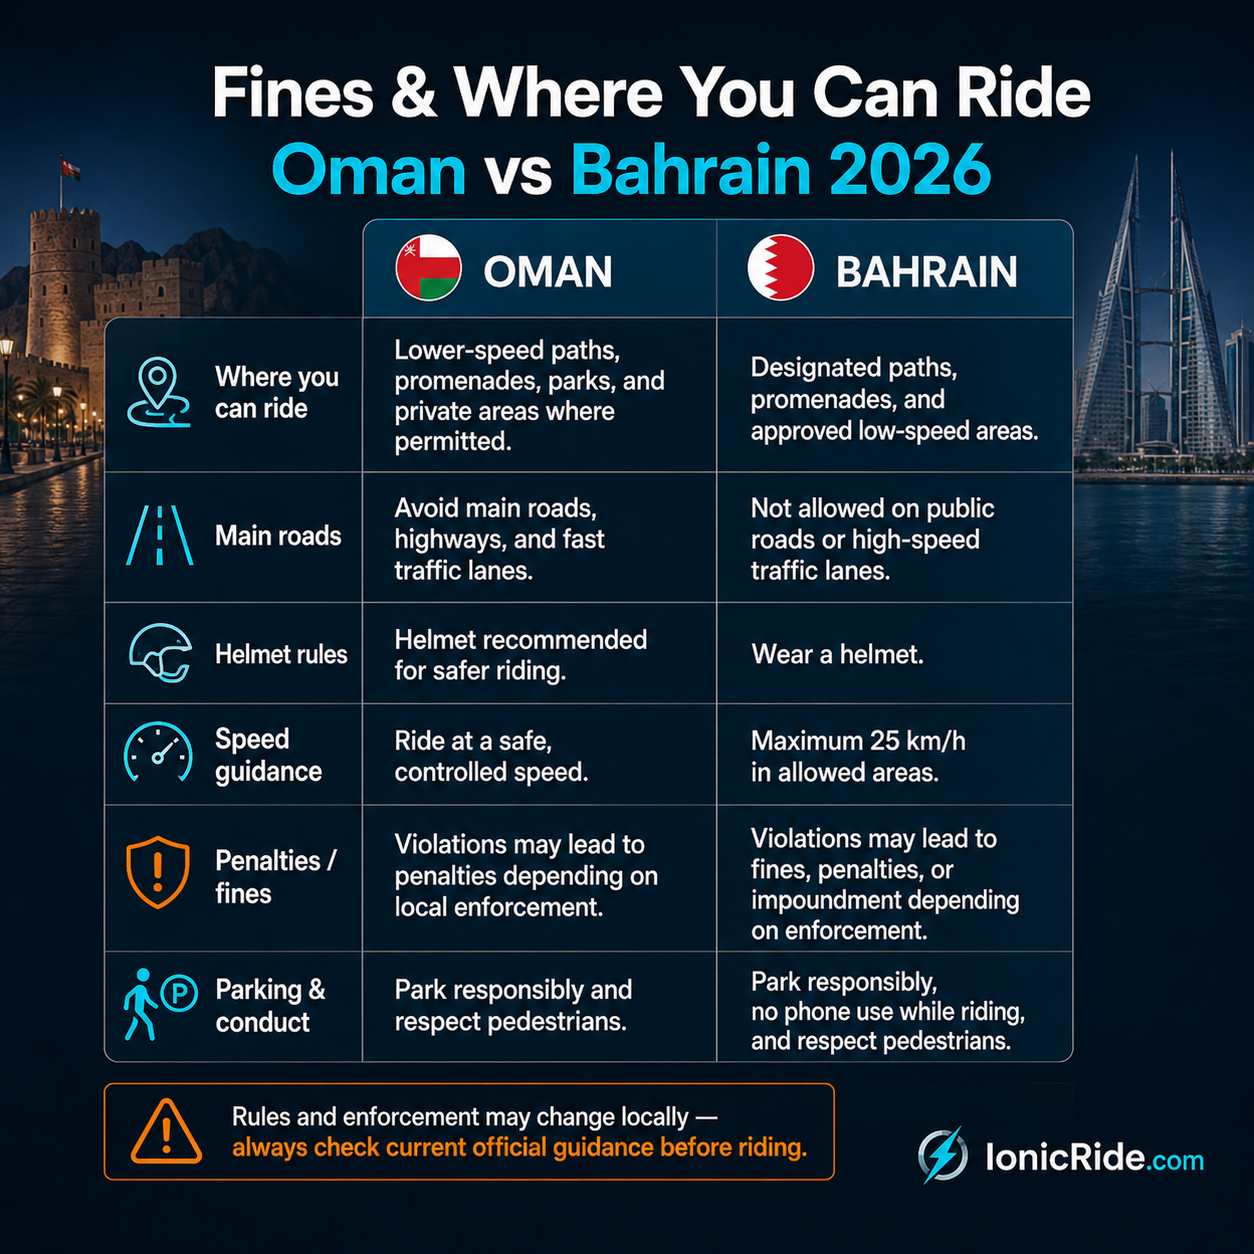 Fines & Where You Can Ride
Oman vs Bahrain 2026
OMAN
BAHRAIN
Where you
can ride
Lower-speed paths,
promenades, parks, and
private areas where
permitted.
Designated paths,
promenades, and
approved low-speed areas.
Main roads
Avoid main roads,
highways, and fast
traffic lanes.
Not allowed on public
roads or high-speed
traffic lanes.
Helmet rules
Helmet recommended
for safer riding.
Wear a helmet.
Speed
guidance
Ride at a safe,
controlled speed.
Maximum 25 km/h
in allowed areas.
Penalties /
fines
Violations may lead to
penalties depending on
local enforcement.
Violations may lead to
fines, penalties, or
impoundment depending
on enforcement.
P
Parking &
conduct
Park responsibly and
respect pedestrians.
Park responsibly,
no phone use while riding,
and respect pedestrians.
Rules and enforcement may change locally —
always check current official guidance before riding.
IonicRide.com